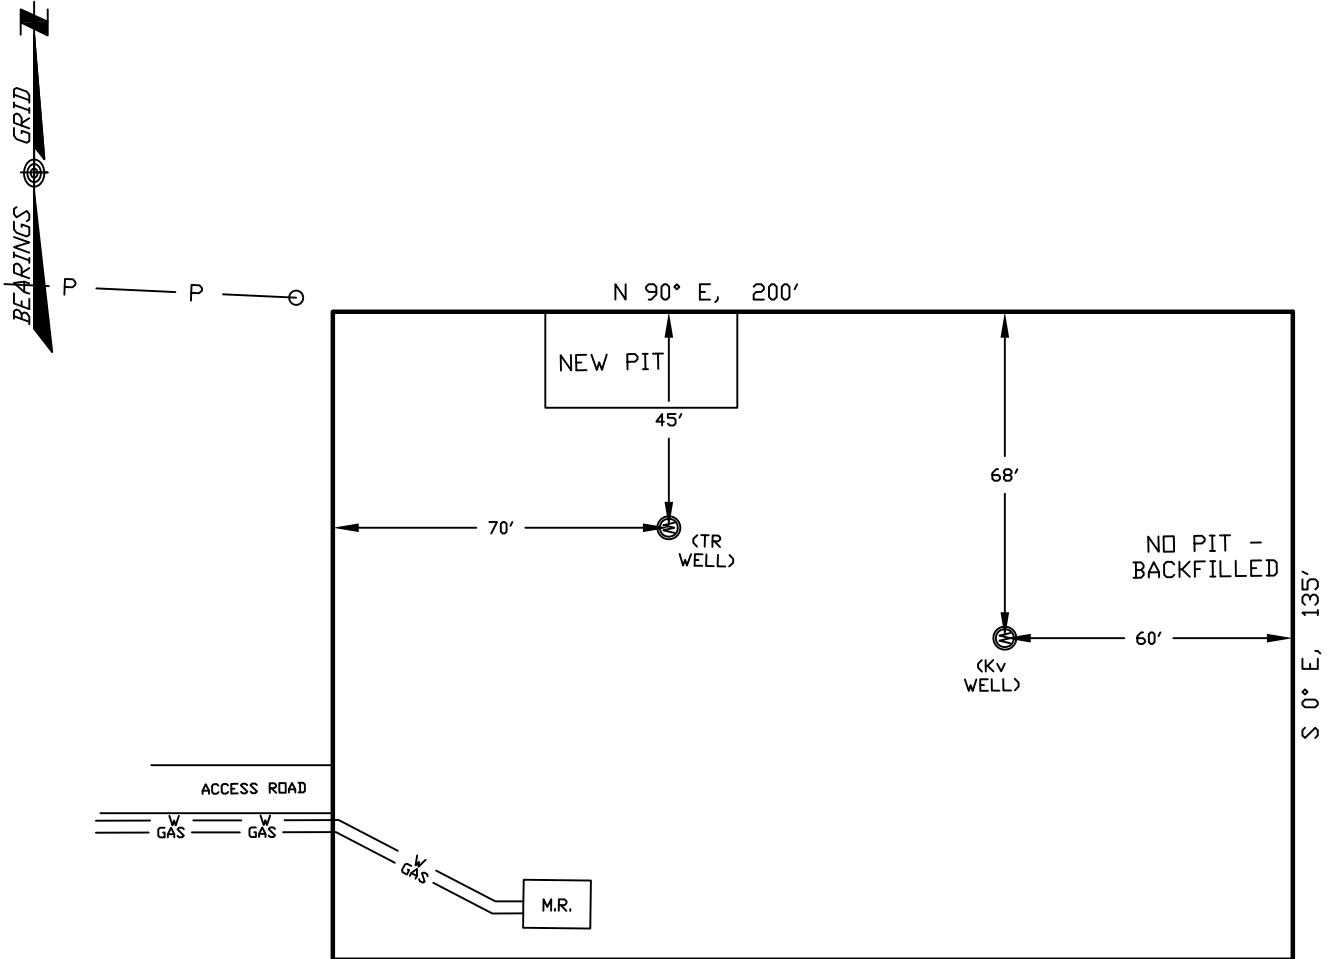 N
BEARINGS GRID
P
P
N 90° E, 200'
NEW PIT
45'
68'
70'
(TR
WELL)
NO PIT -
BACKFILLED
S 0° E, 135'
60'
(Kv
WELL)
ACCESS ROAD
W
W
GAS
GAS
W
GAS
M.R.